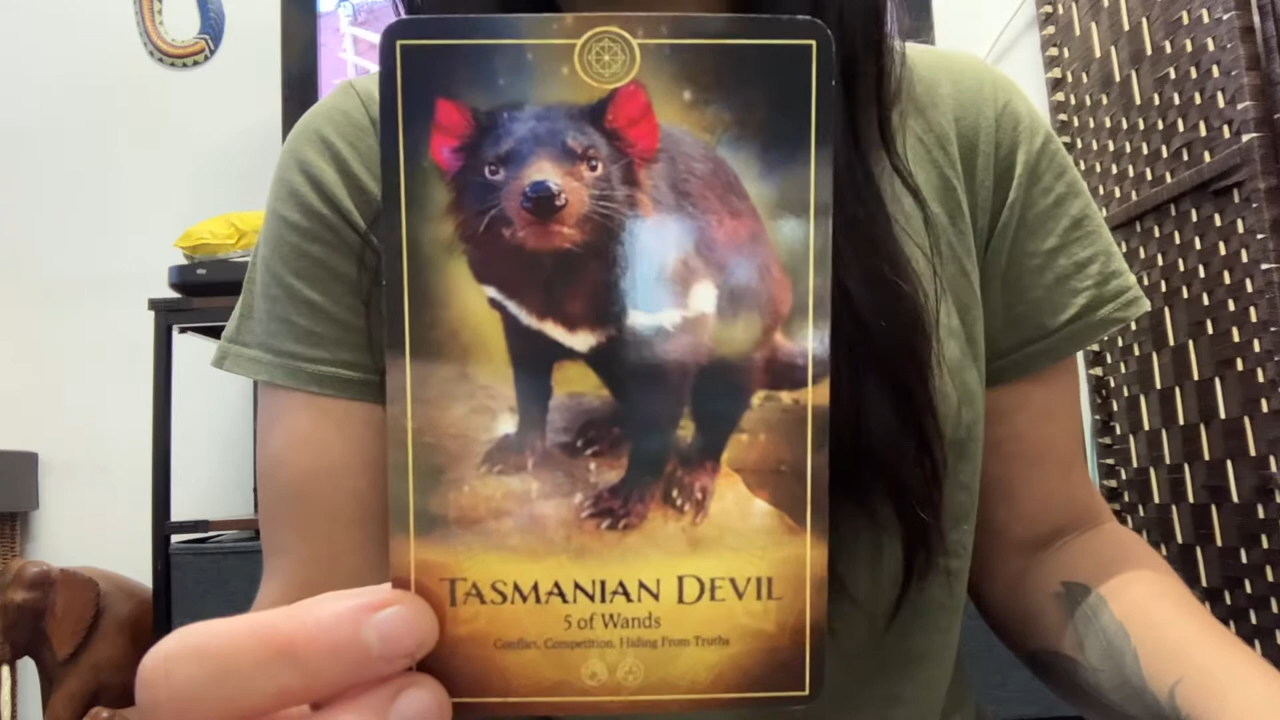 TASMANIAN DEVIL
5 of Wands
Conflict, Competition, Hiding From Truths